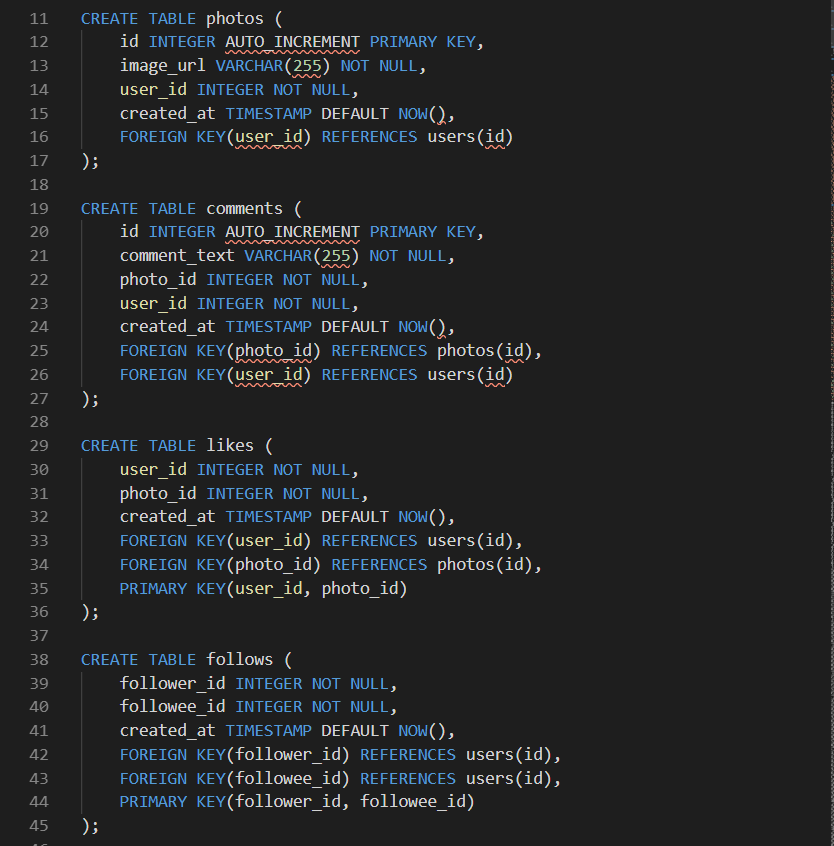 11 CREATE TABLE photos (
12     id INTEGER AUTO_INCREMENT PRIMARY KEY,
13     image_url VARCHAR(255) NOT NULL,
14     user_id INTEGER NOT NULL,
15     created_at TIMESTAMP DEFAULT NOW(),
16     FOREIGN KEY(user_id) REFERENCES users(id)
17 );
18
19 CREATE TABLE comments (
20     id INTEGER AUTO_INCREMENT PRIMARY KEY,
21     comment_text VARCHAR(255) NOT NULL,
22     photo_id INTEGER NOT NULL,
23     user_id INTEGER NOT NULL,
24     created_at TIMESTAMP DEFAULT NOW(),
25     FOREIGN KEY(photo_id) REFERENCES photos(id),
26     FOREIGN KEY(user_id) REFERENCES users(id)
27 );
28
29 CREATE TABLE likes (
30     user_id INTEGER NOT NULL,
31     photo_id INTEGER NOT NULL,
32     created_at TIMESTAMP DEFAULT NOW(),
33     FOREIGN KEY(user_id) REFERENCES users(id),
34     FOREIGN KEY(photo_id) REFERENCES photos(id),
35     PRIMARY KEY(user_id, photo_id)
36 );
37
38 CREATE TABLE follows (
39     follower_id INTEGER NOT NULL,
40     followee_id INTEGER NOT NULL,
41     created_at TIMESTAMP DEFAULT NOW(),
42     FOREIGN KEY(follower_id) REFERENCES users(id),
43     FOREIGN KEY(followee_id) REFERENCES users(id),
44     PRIMARY KEY(follower_id, followee_id)
45 );